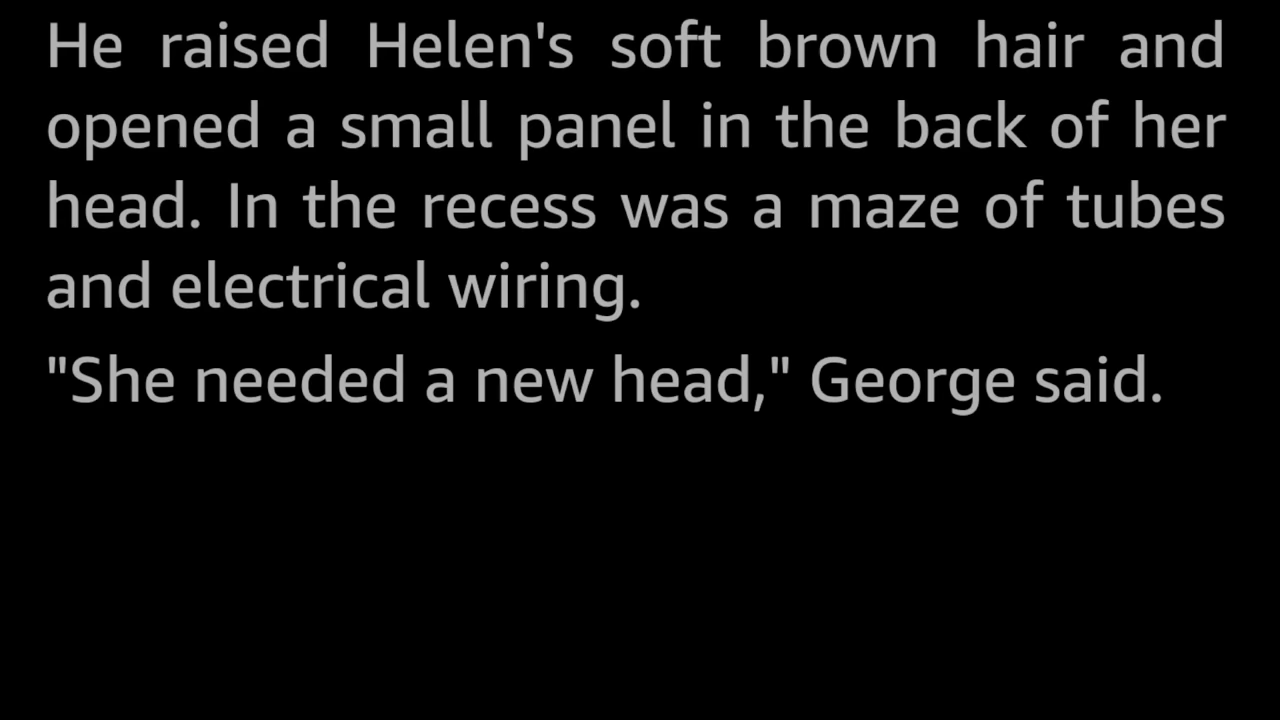 He raised Helen's soft brown hair and
opened a small panel in the back of her
head. In the recess was a maze of tubes
and electrical wiring.
"She needed a new head," George said.